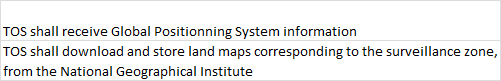 TOS shall receive Global Positionning System information
TOS shall download and store land maps corresponding to the surveillance zone,
from the National Geographical Institute